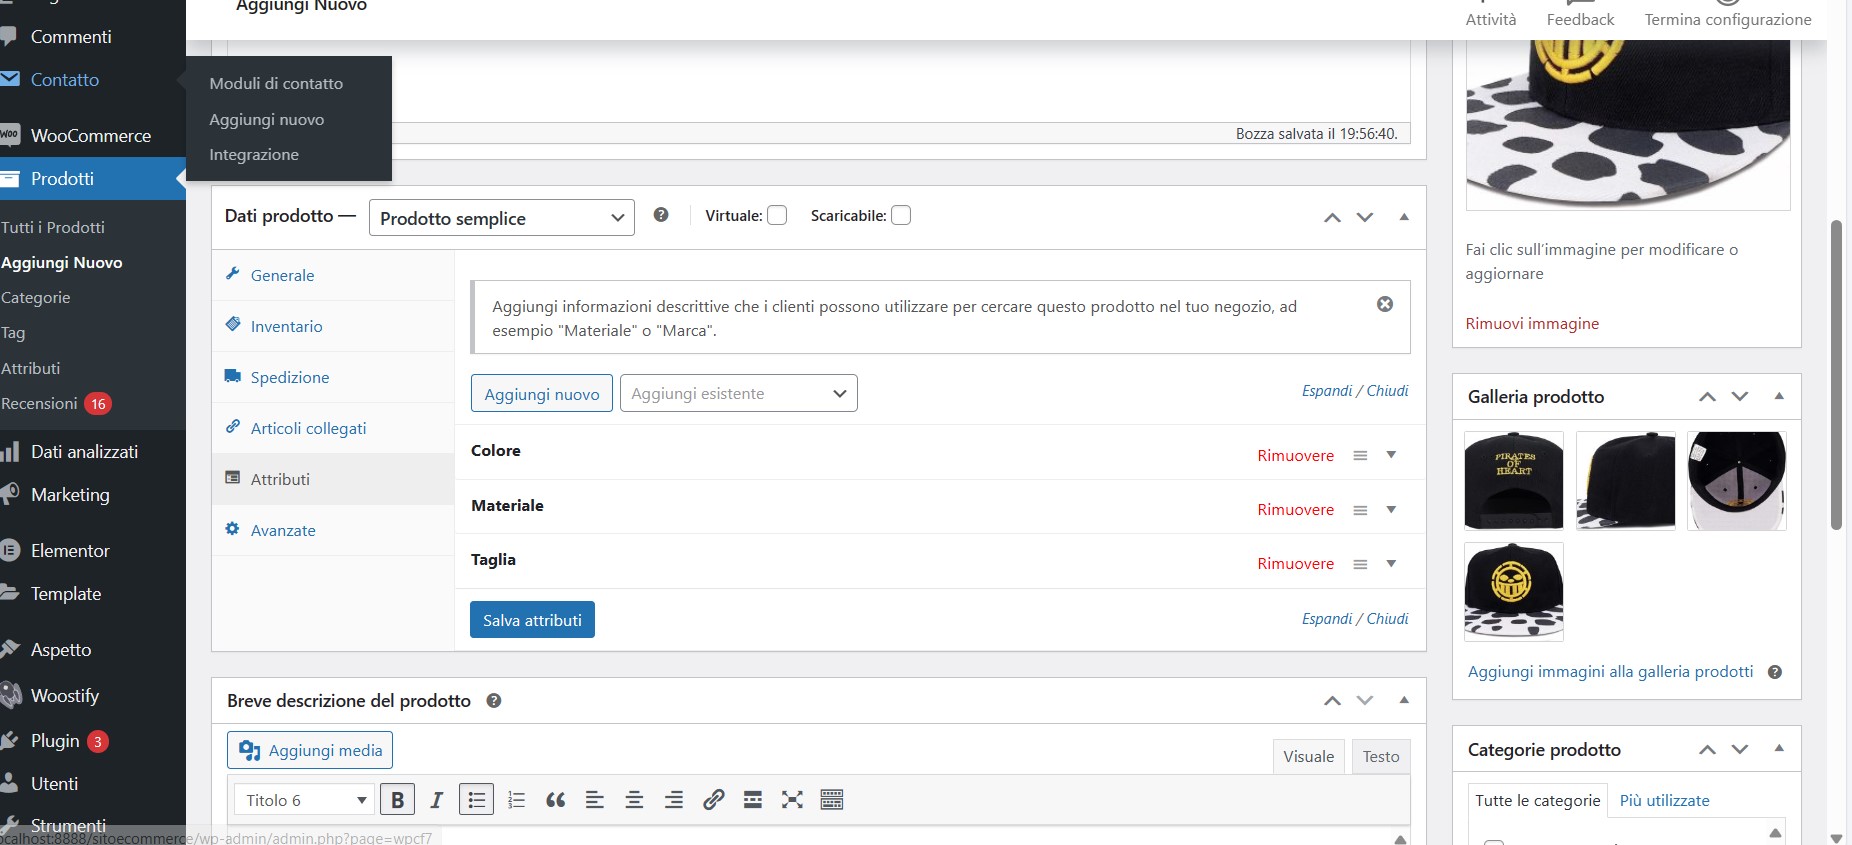 Aggiungi Nuovo
Attività
Feedback
Termina configurazione
Commenti
Contatto
WooCommerce
Prodotti
Tutti i Prodotti
Aggiungi Nuovo
Categorie
Tag
Attributi
Recensioni 16
Dati analizzati
Marketing
Elementor
Template
Aspetto
Woostify
Plugin 3
Utenti
Strumenti
Moduli di contatto
Aggiungi nuovo
Integrazione
Bozza salvata il 19:56:40.
Dati prodotto — Prodotto semplice Virtuale: Scaricabile:
Generale
Inventario
Spedizione
Articoli collegati
Attributi
Avanzate
Aggiungi informazioni descrittive che i clienti possono utilizzare per cercare questo prodotto nel tuo negozio, ad
esempio "Materiale" o "Marca".
Aggiungi nuovo Aggiungi esistente Espandi / Chiudi
Colore Rimuovere
Materiale Rimuovere
Taglia Rimuovere
Salva attributi Espandi / Chiudi
Breve descrizione del prodotto
Aggiungi media
Visuale Testo
Titolo 6 B I
Fai clic sull'immagine per modificare o
aggiornare
Rimuovi immagine
Galleria prodotto
PIRATES
OF
HEART
Aggiungi immagini alla galleria prodotti
Categorie prodotto
Tutte le categorie Più utilizzate
localhost:8888/sitoecommerce/wp-admin/admin.php?page=wpcf7